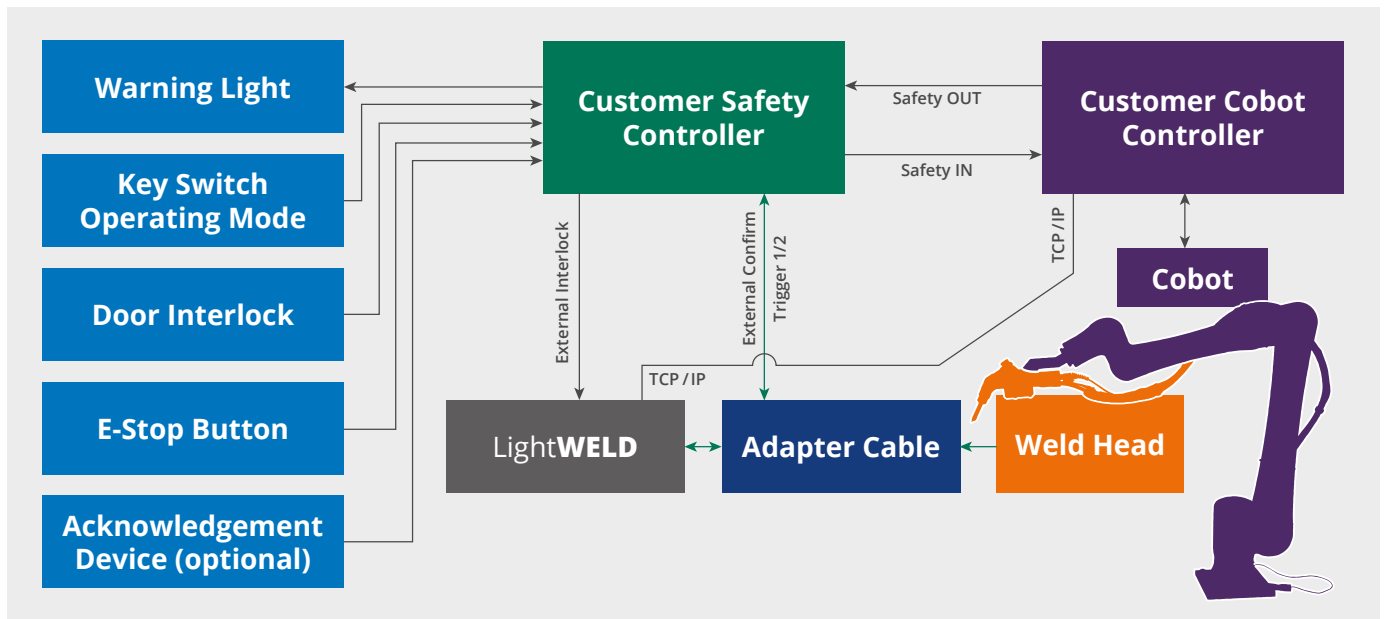 Warning Light
Key Switch
Operating Mode
Door Interlock
E-Stop Button
Acknowledgement
Device (optional)
Customer Safety
Controller
Safety OUT
Safety IN
Customer Cobot
Controller
External Interlock
External Confirm
Trigger 1/2
TCP/IP
TCP/IP
Cobot
LightWELD
Adapter Cable
Weld Head